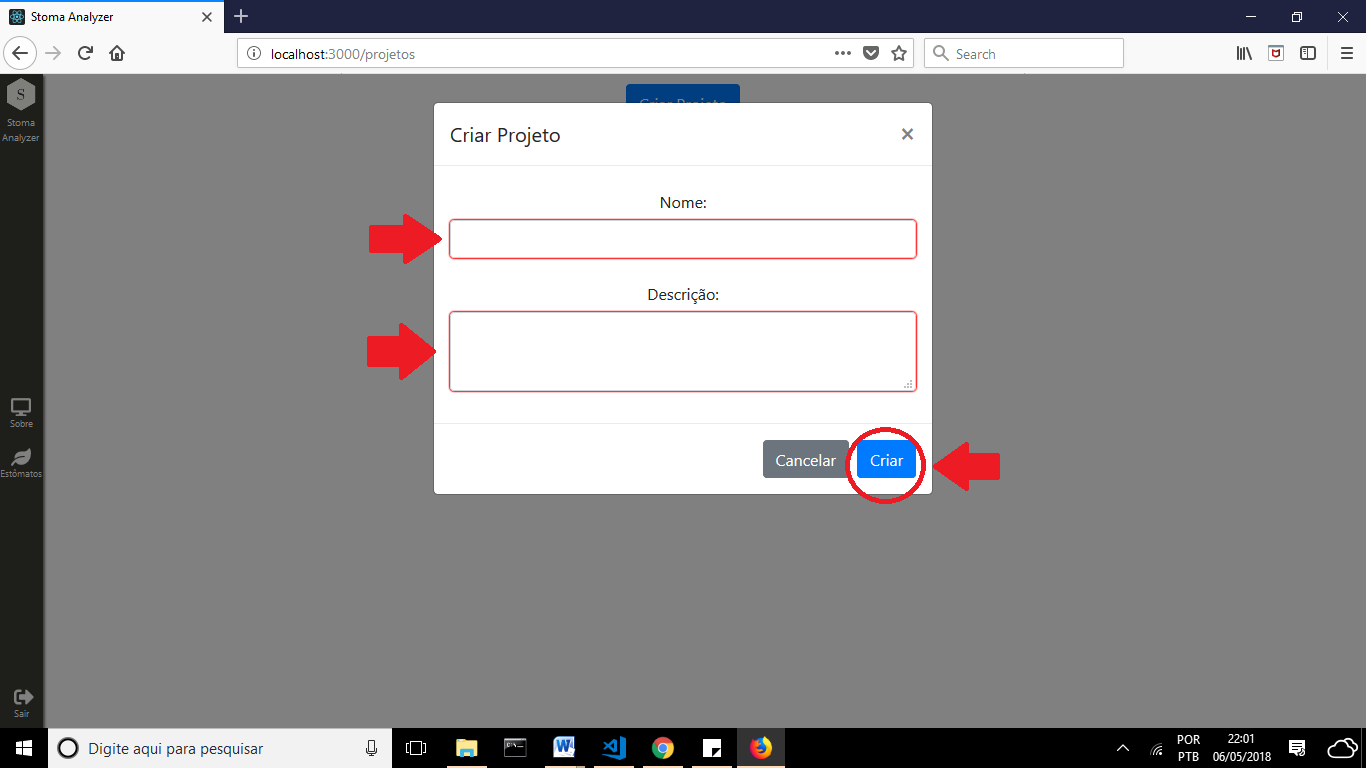 Stoma Analyzer
localhost:3000/projetos
Search
S
Stoma
Analyzer
Criar Projeto
Criar Projeto
×
Nome:
Descrição:
Cancelar
Criar
Sobre
Estômatos
Sair
Digite aqui para pesquisar
POR
PTB
22:01
06/05/2018